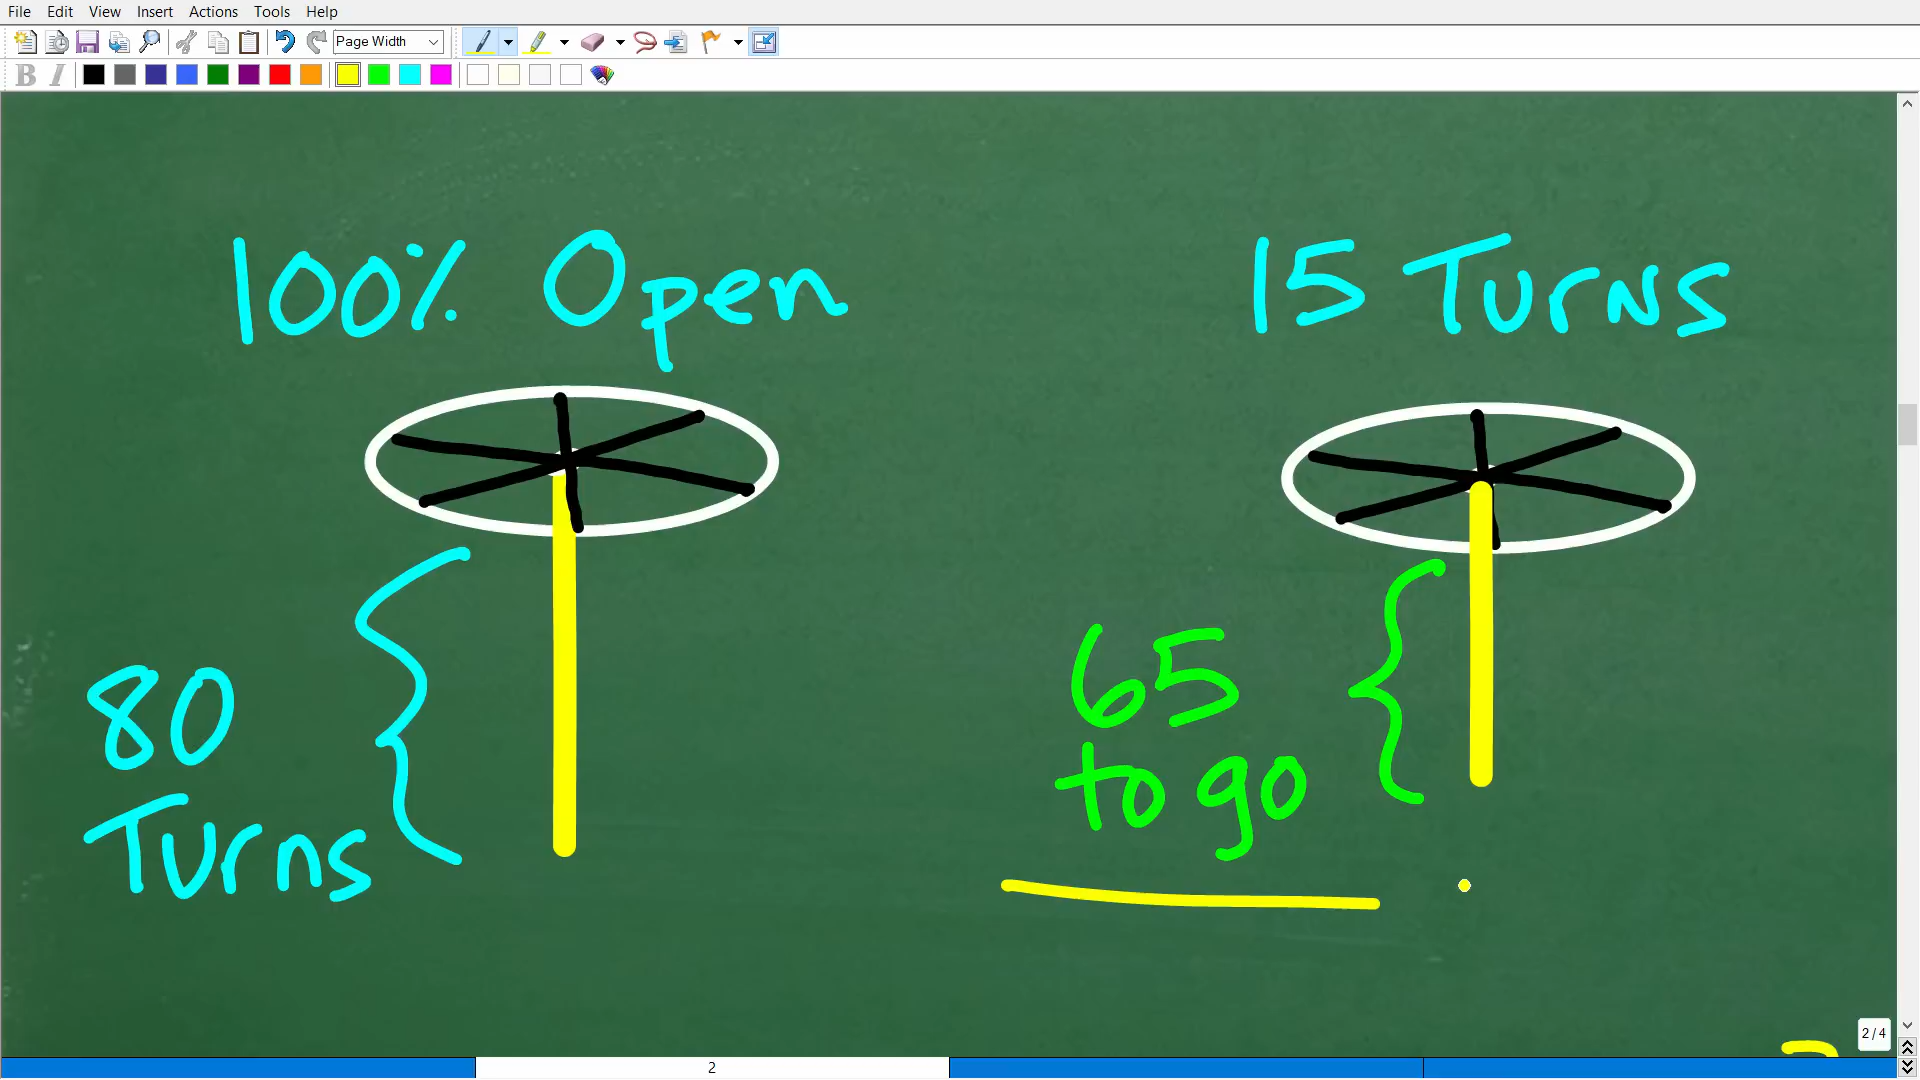 File Edit View Insert Actions Tools Help
Page Width
B I
100% Open
15 Turns
80
Turns
65
to go
2 / 4
2